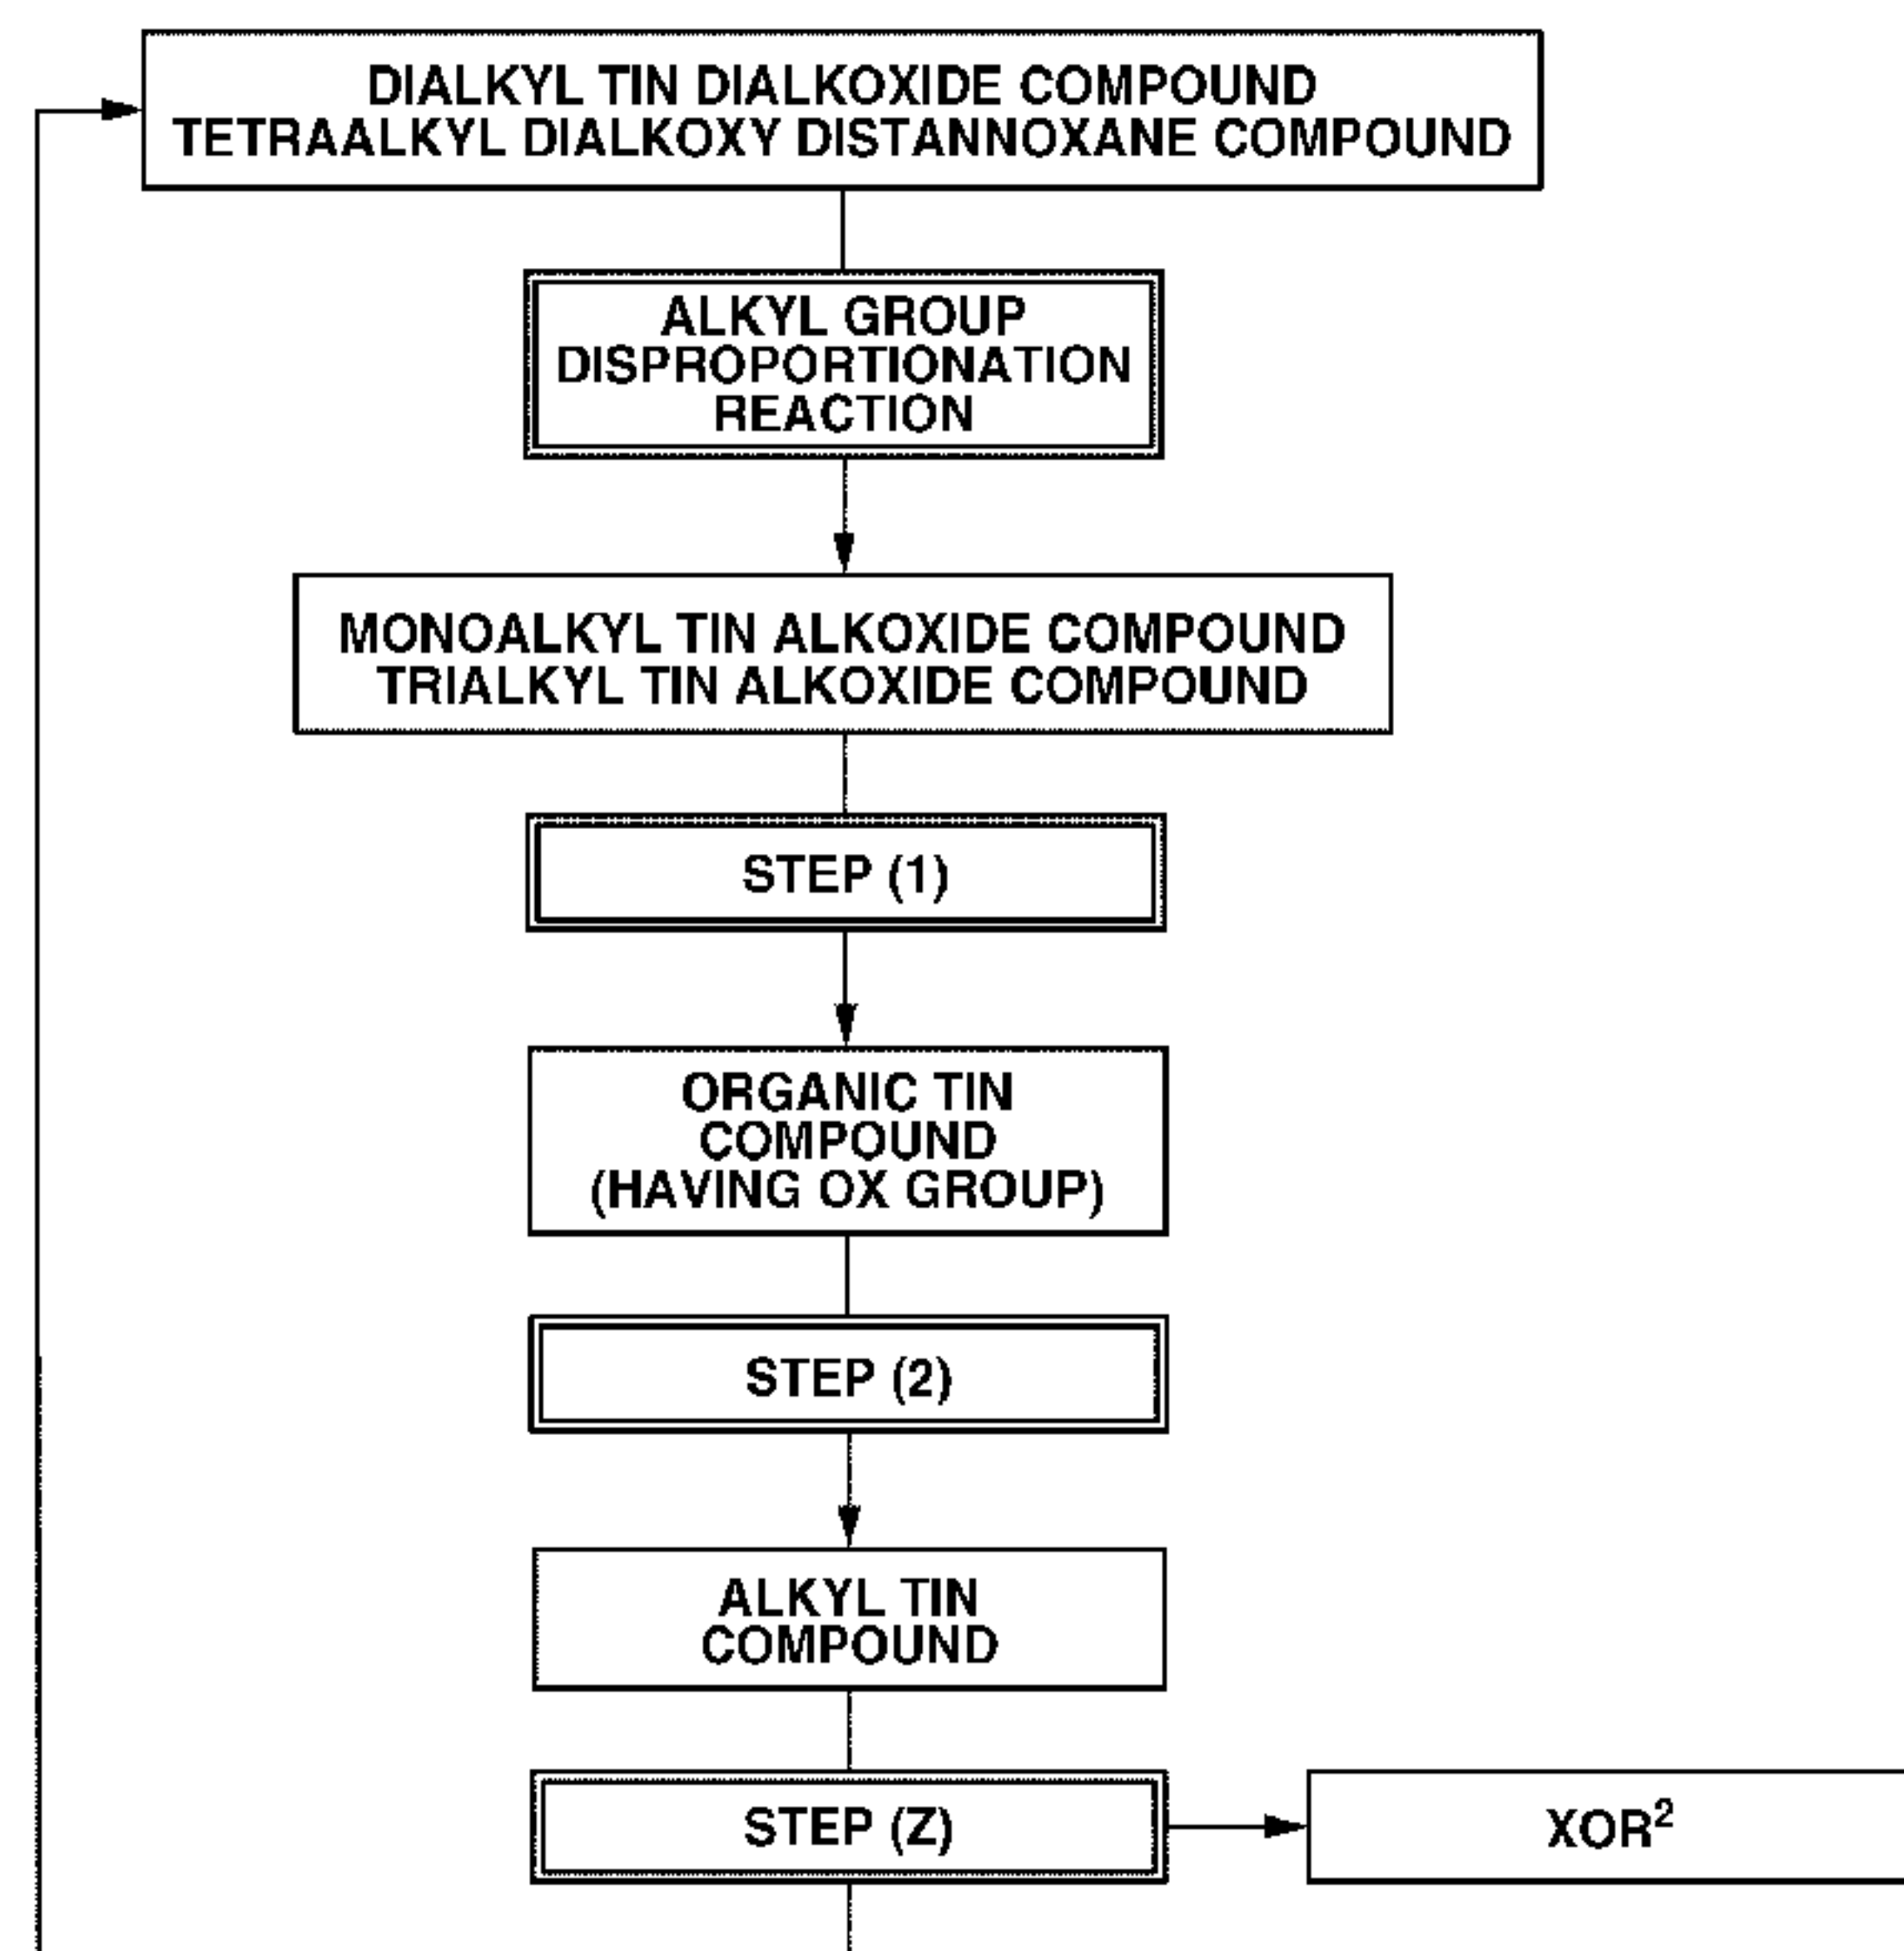 DIALKYL TIN DIALKOXIDE COMPOUND
TETRAALKYL DIALKOXY DISTANNOXANE COMPOUND
ALKYL GROUP
DISPROPORTIONATION
REACTION
MONOALKYL TIN ALKOXIDE COMPOUND
TRIALKYL TIN ALKOXIDE COMPOUND
STEP (1)
ORGANIC TIN
COMPOUND
(HAVING OX GROUP)
STEP (2)
ALKYL TIN
COMPOUND
STEP (Z)
XOR²